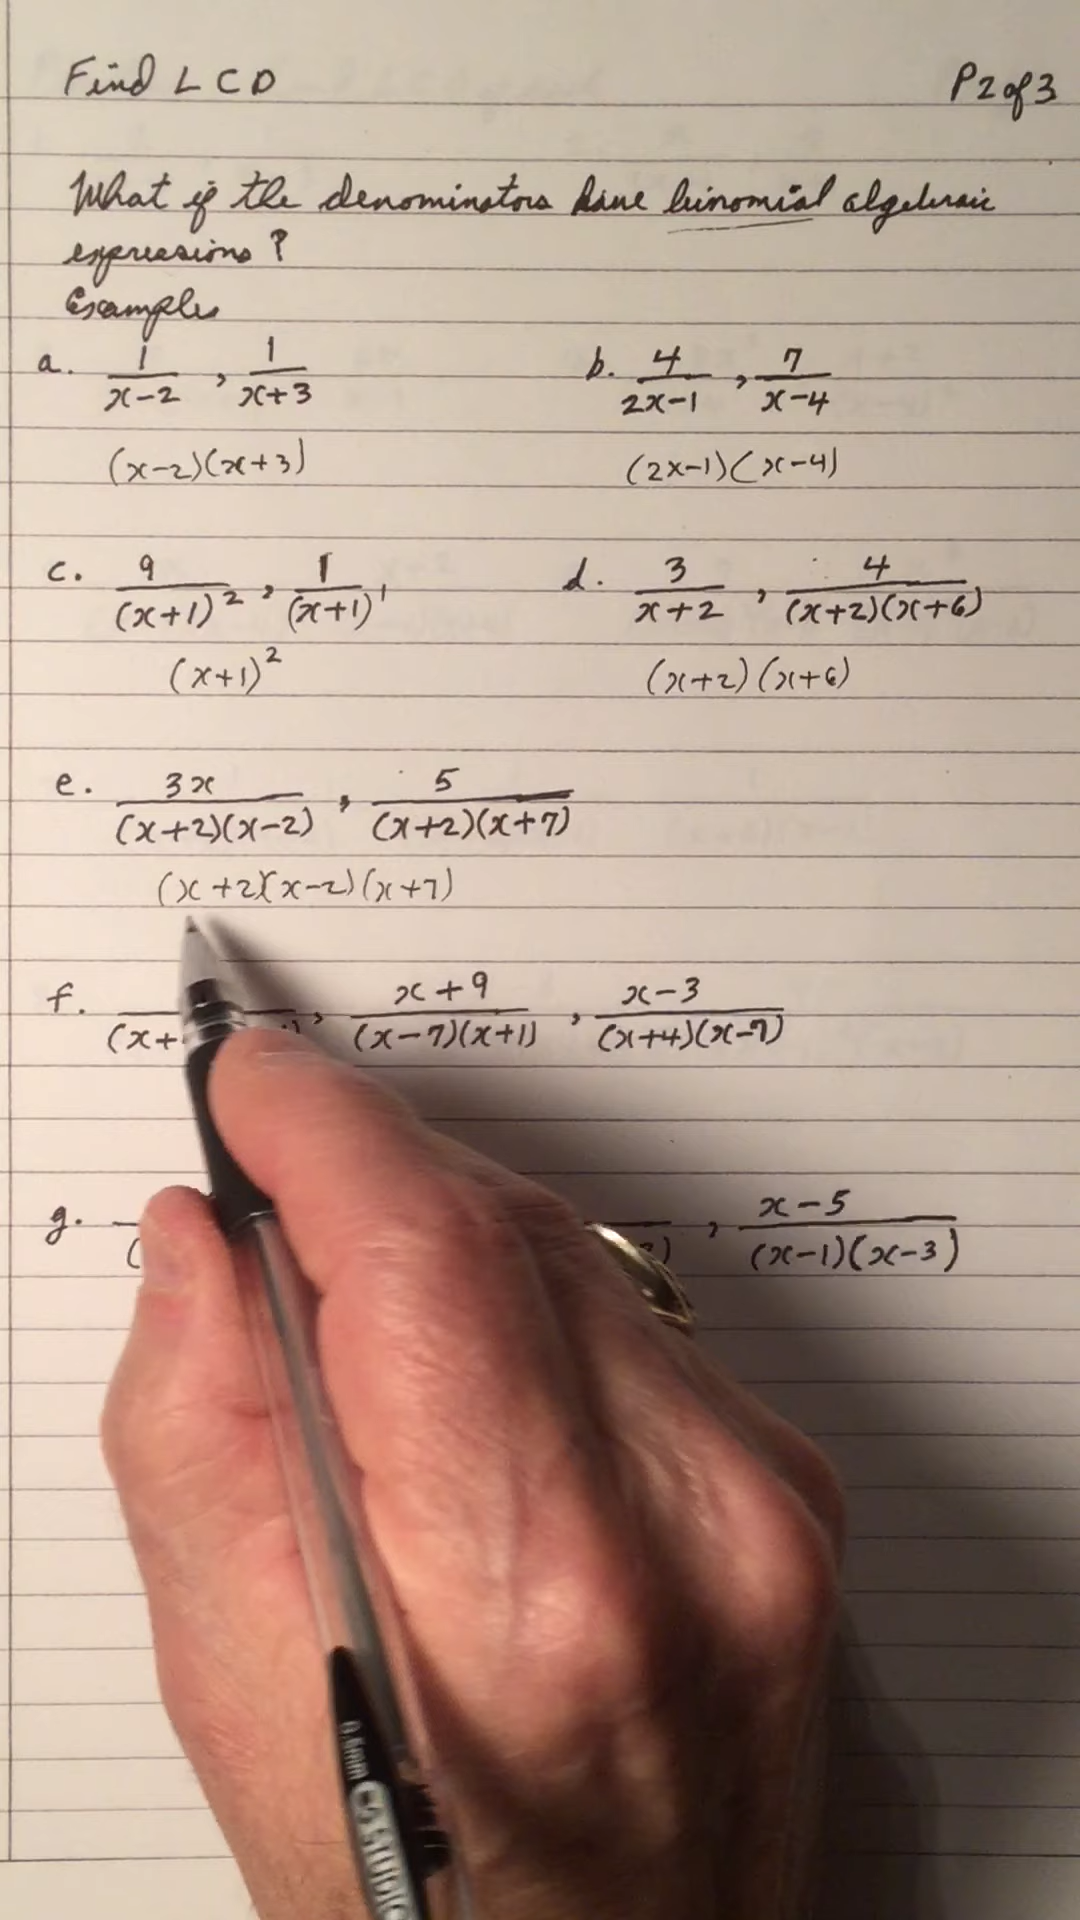 Find LCD P2 of 3
What if the denominators have binomial algebraic
expressions?
Examples
a. 1/(x-2) , 1/(x+3) b. 4/(2x-1) , 7/(x-4)
(x-2)(x+3) (2x-1)(x-4)
c. 9/(x+1)² , 1/(x+1)¹ d. 3/(x+2) , 4/((x+2)(x+6))
(x+1)² (x+2)(x+6)
e. 3x/((x+2)(x-2)) , 5/((x+2)(x+7))
(x+2)(x-2)(x+7)
f. (x+ , (x+9)/((x-7)(x+1)) , (x-3)/((x+4)(x-7))
g. ( , (x-5)/((x-1)(x-3))
0.5mm